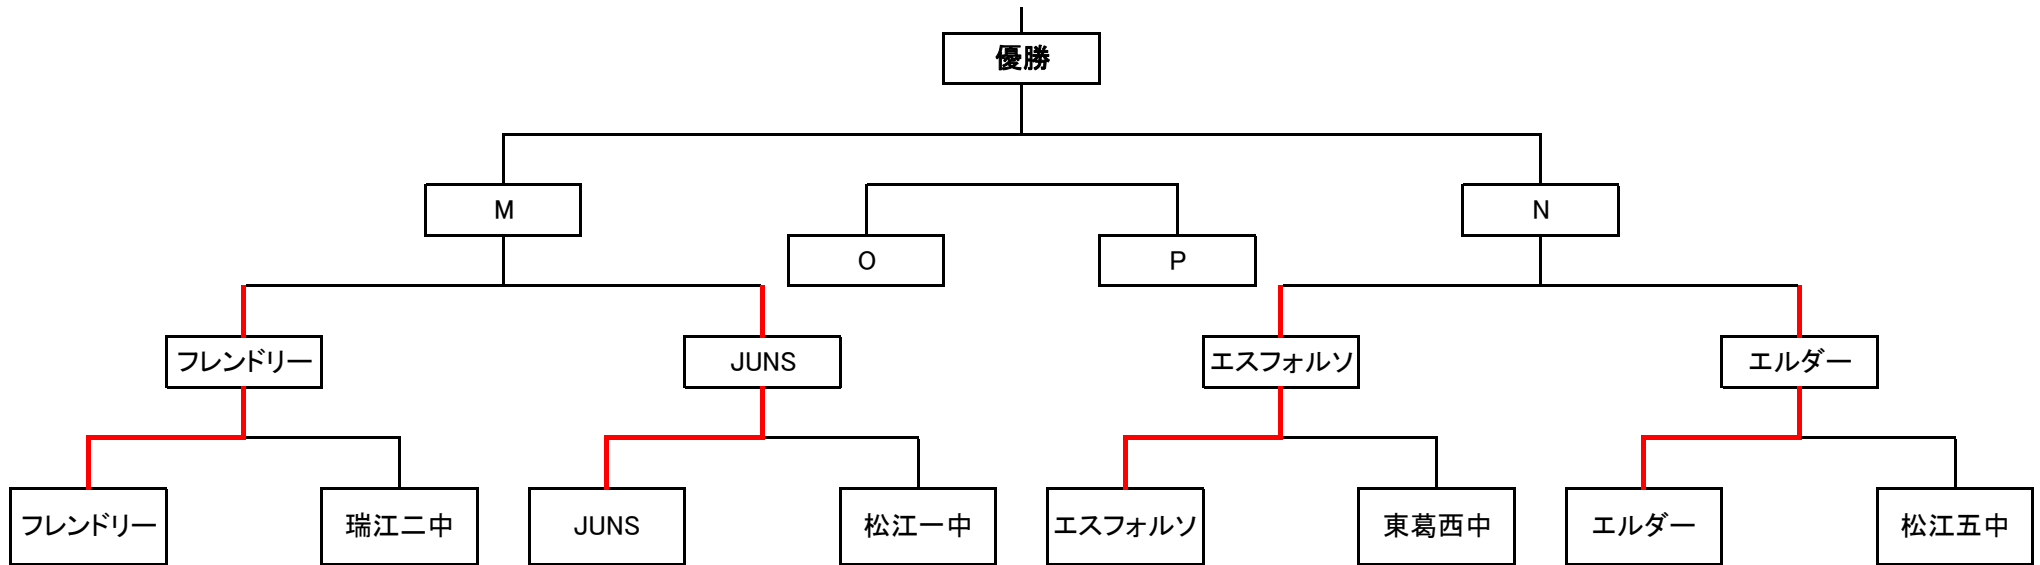 優勝
M
N
O
P
フレンドリー
JUNS
エスフォルソ
エルダー
フレンドリー
瑞江二中
JUNS
松江一中
エスフォルソ
東葛西中
エルダー
松江五中